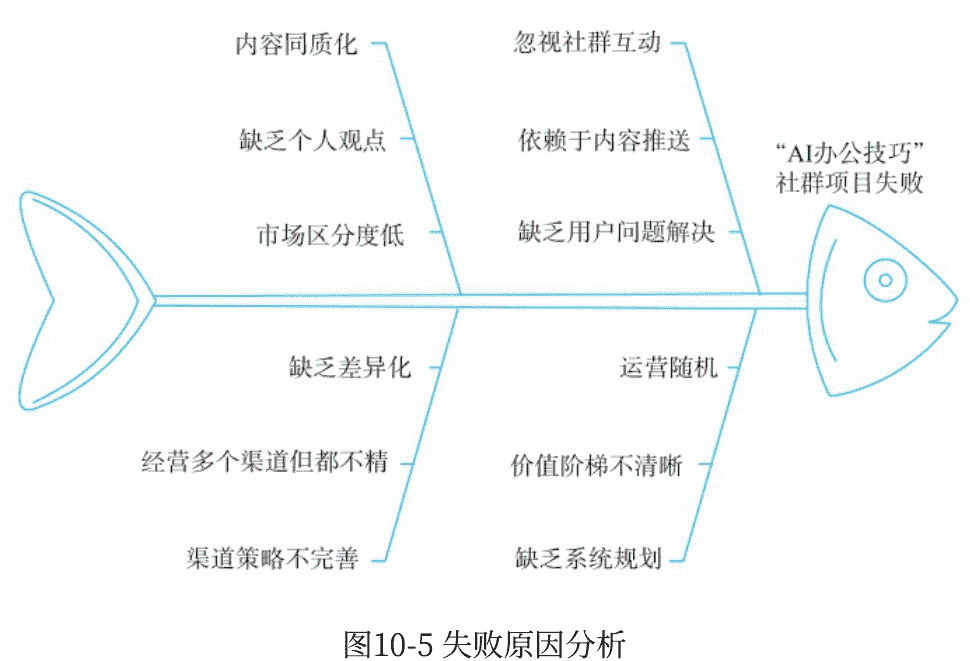 内容同质化
缺乏个人观点
市场区分度低
忽视社群互动
依赖于内容推送
缺乏用户问题解决
“AI办公技巧”
社群项目失败
缺乏差异化
经营多个渠道但都不精
渠道策略不完善
运营随机
价值阶梯不清晰
缺乏系统规划
图10-5 失败原因分析